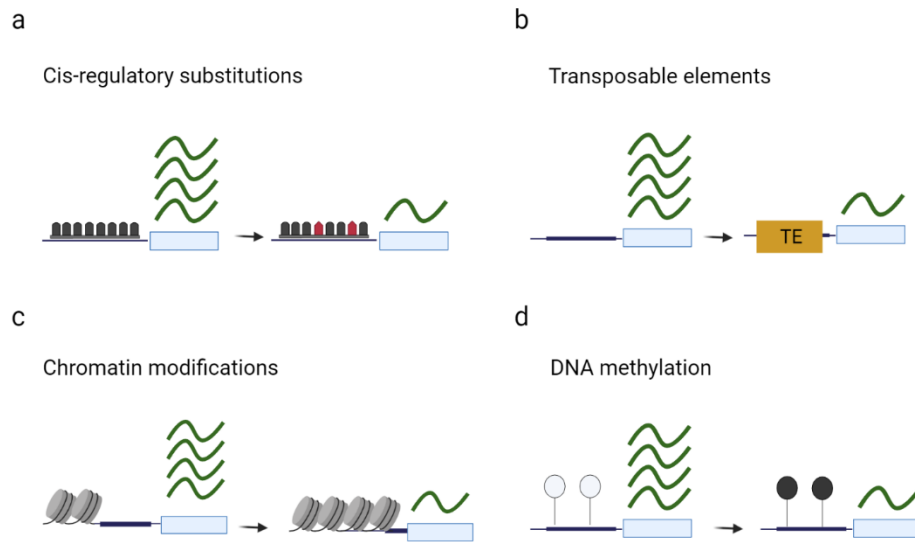 a
Cis-regulatory substitutions
b
Transposable elements
TE
c
Chromatin modifications
d
DNA methylation